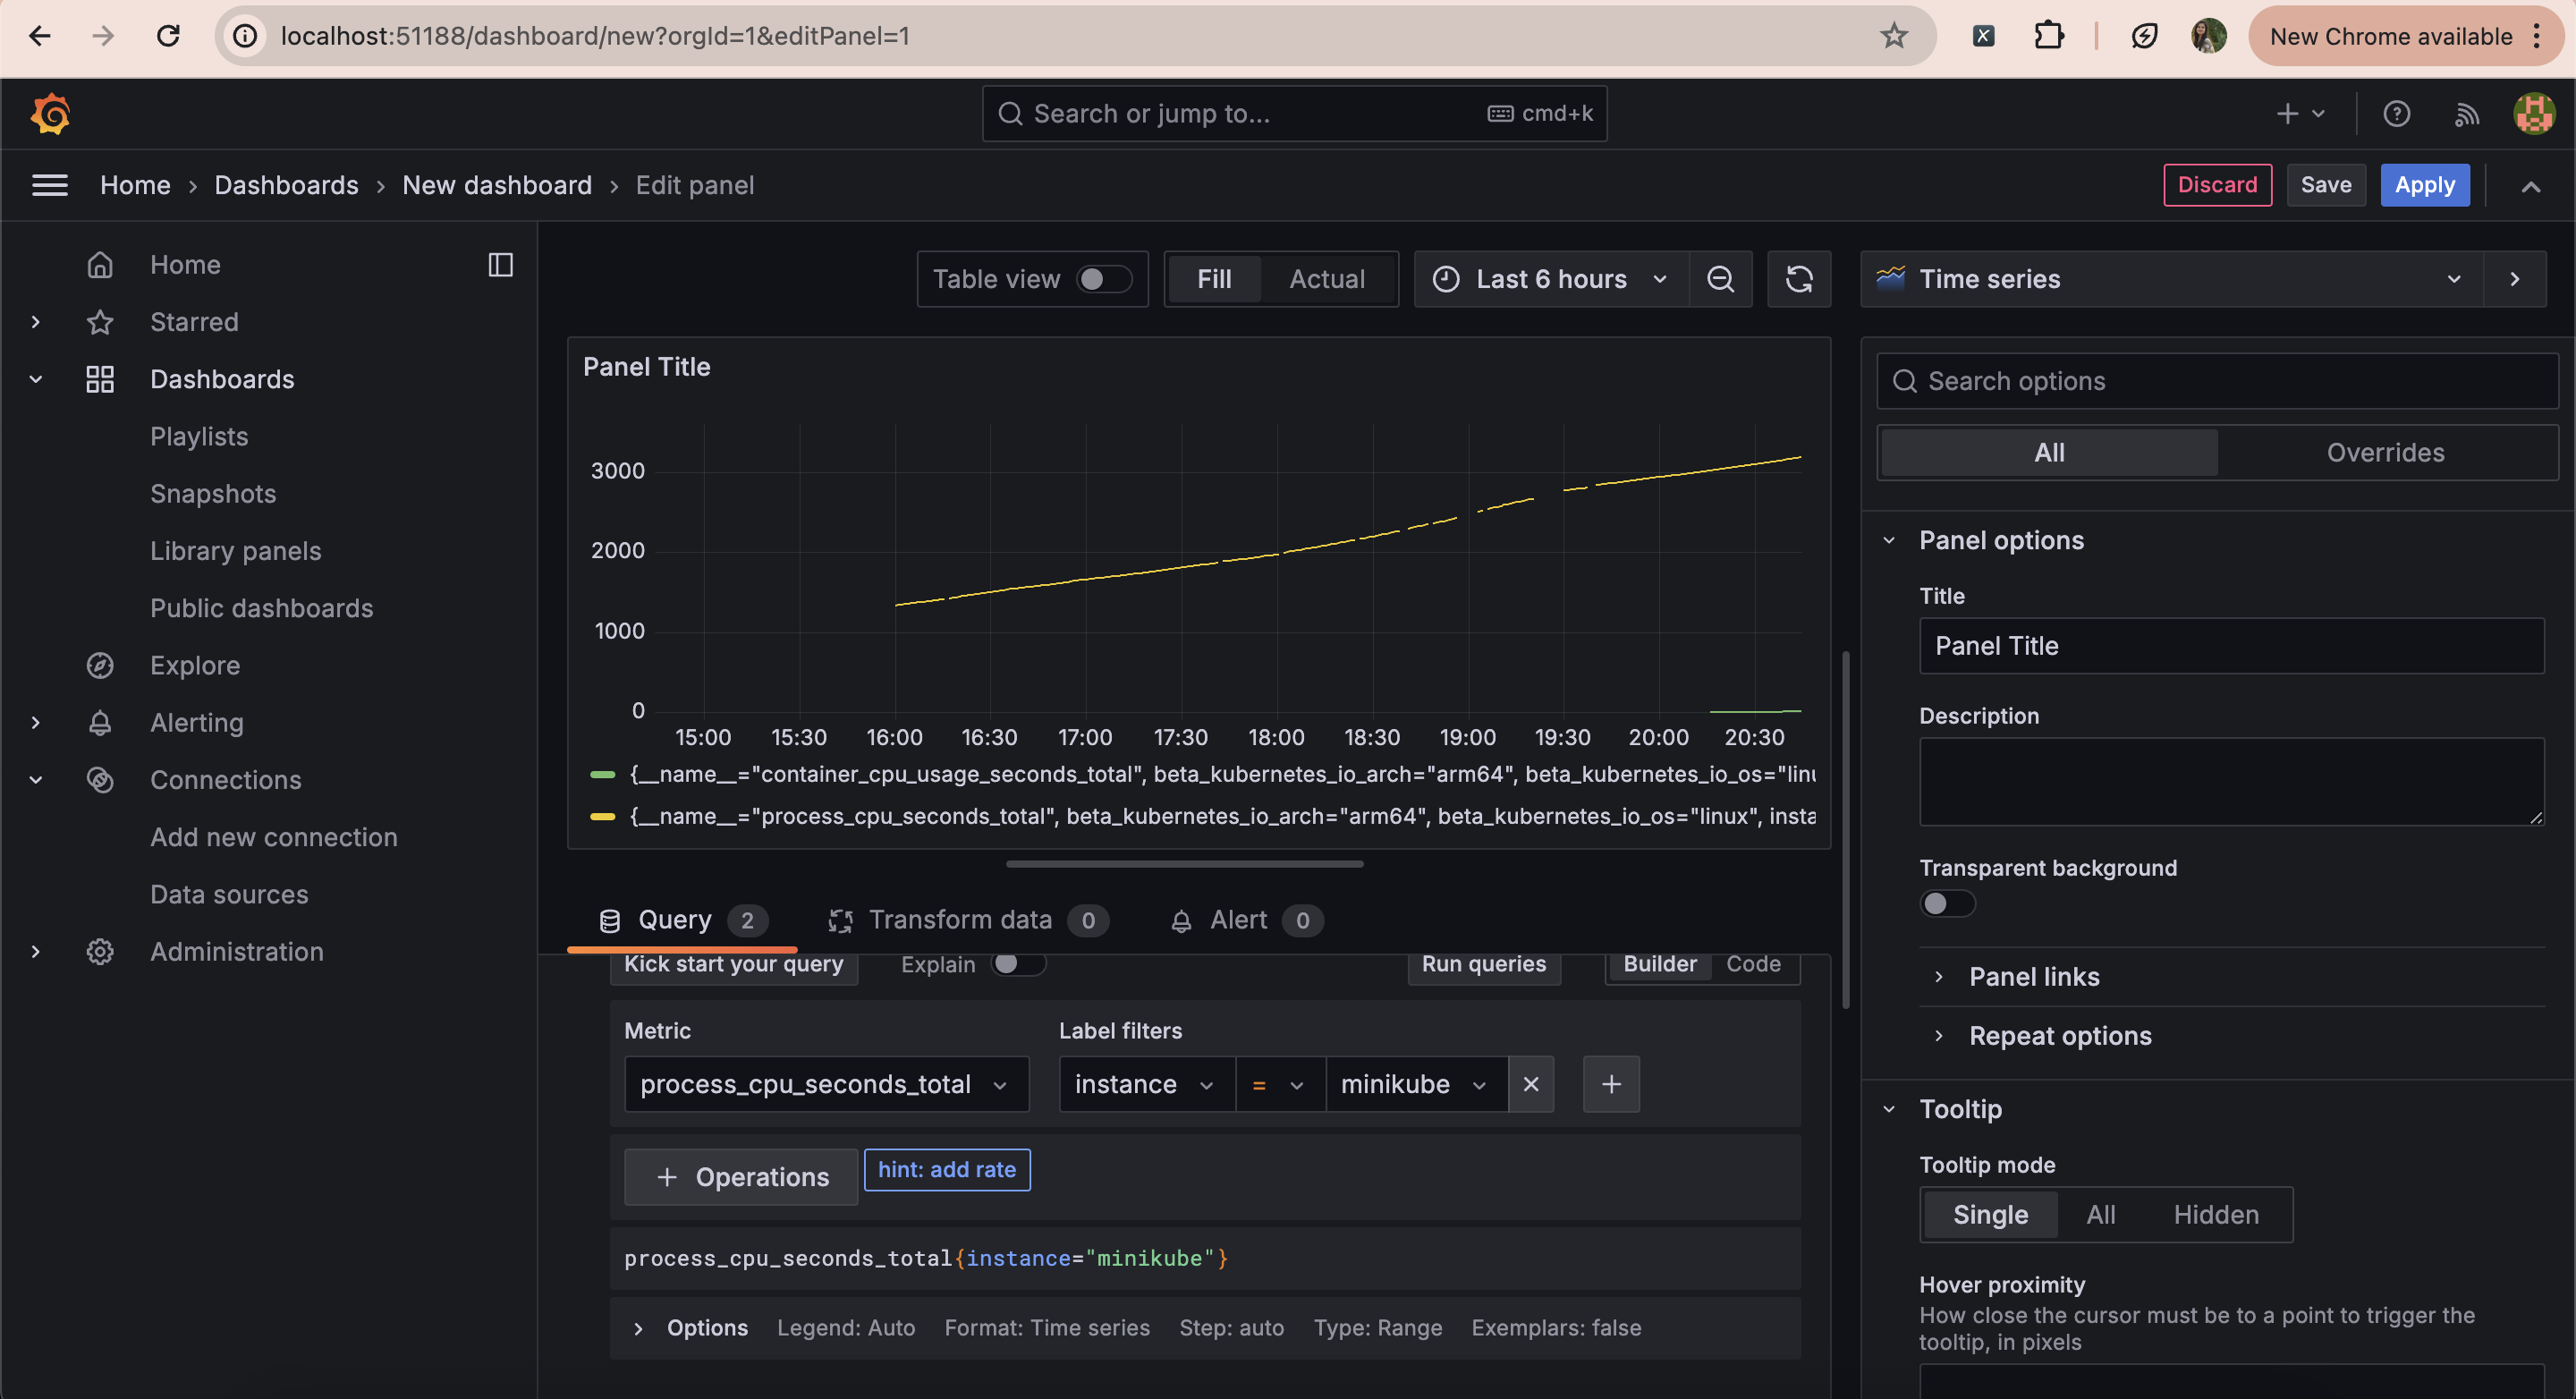 localhost:51188/dashboard/new?orgId=1&editPanel=1
New Chrome available
Search or jump to...
cmd+k
Home › Dashboards › New dashboard › Edit panel
Discard
Save
Apply
Home
Starred
Dashboards
Playlists
Snapshots
Library panels
Public dashboards
Explore
Alerting
Connections
Add new connection
Data sources
Administration
Table view
Fill
Actual
Last 6 hours
Time series
Panel Title
3000
2000
1000
0
15:00 15:30 16:00 16:30 17:00 17:30 18:00 18:30 19:00 19:30 20:00 20:30
{__name__="container_cpu_usage_seconds_total", beta_kubernetes_io_arch="arm64", beta_kubernetes_io_os="linu
{__name__="process_cpu_seconds_total", beta_kubernetes_io_arch="arm64", beta_kubernetes_io_os="linux", insta
Query 2
Transform data 0
Alert 0
Kick start your query
Explain
Run queries
Builder
Code
Metric
Label filters
process_cpu_seconds_total
instance
=
minikube
+ Operations
hint: add rate
process_cpu_seconds_total{instance="minikube"}
Options Legend: Auto Format: Time series Step: auto Type: Range Exemplars: false
Search options
All
Overrides
Panel options
Title
Panel Title
Description
Transparent background
Panel links
Repeat options
Tooltip
Tooltip mode
Single
All
Hidden
Hover proximity
How close the cursor must be to a point to trigger the
tooltip, in pixels